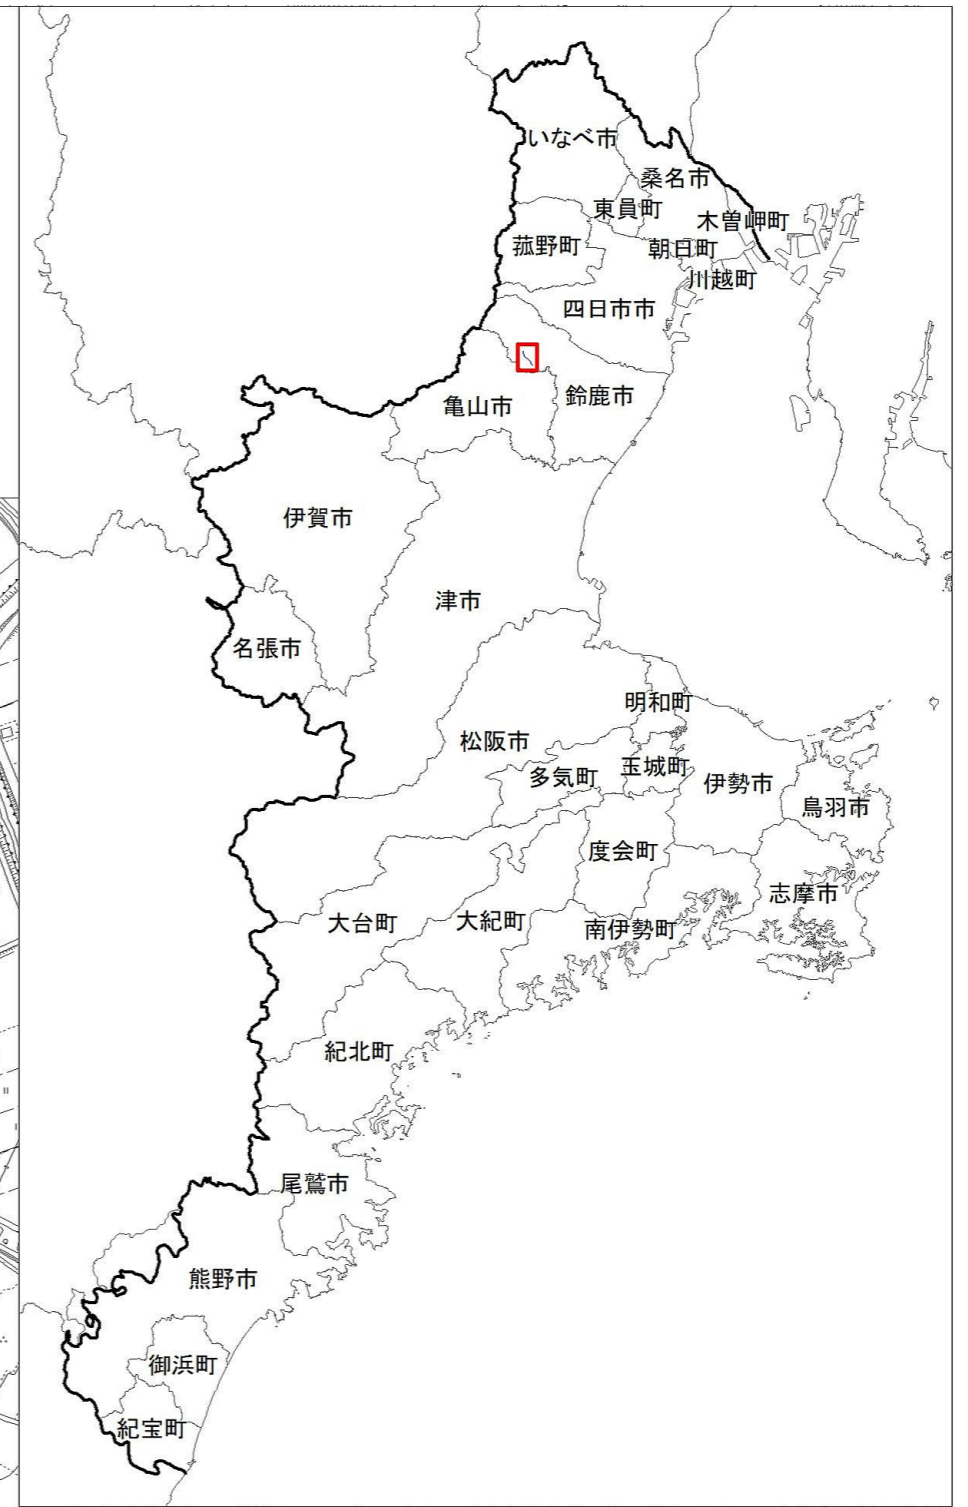 いなべ市
桑名市
東員町
木曽岬町
菰野町
朝日町
川越町
四日市市
亀山市
鈴鹿市
伊賀市
津市
名張市
明和町
松阪市
多気町
玉城町
伊勢市
鳥羽市
度会町
志摩市
大台町
大紀町
南伊勢町
紀北町
尾鷲市
熊野市
御浜町
紀宝町